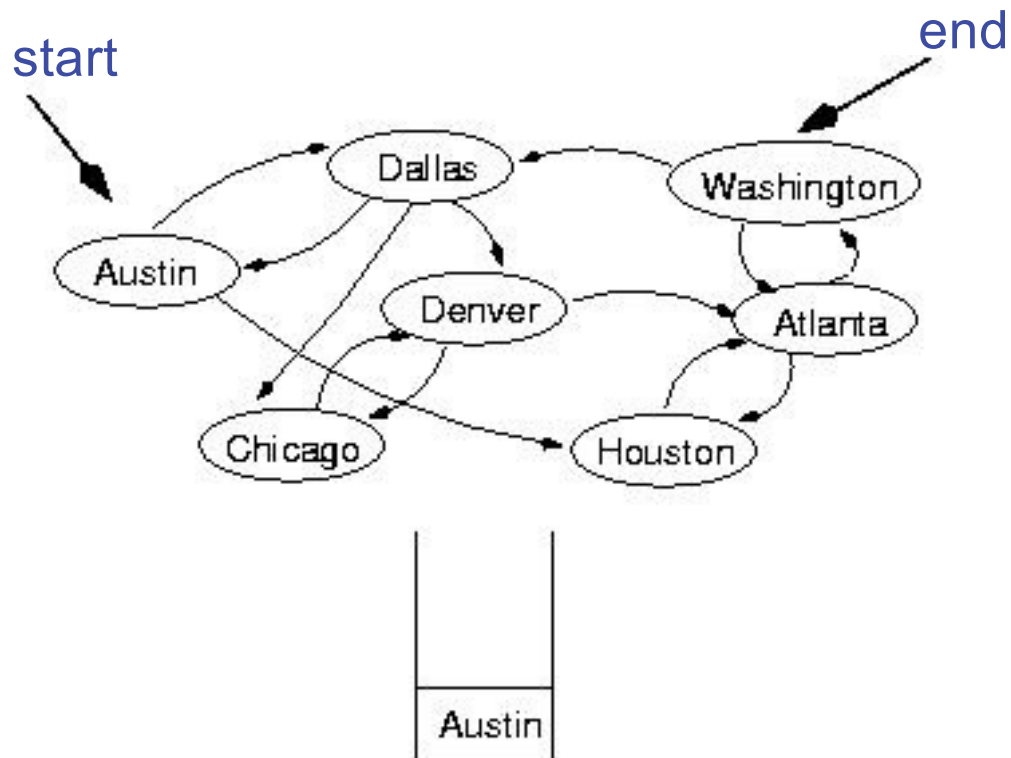 start
end
Dallas
Washington
Austin
Denver
Atlanta
Chicago
Houston
Austin